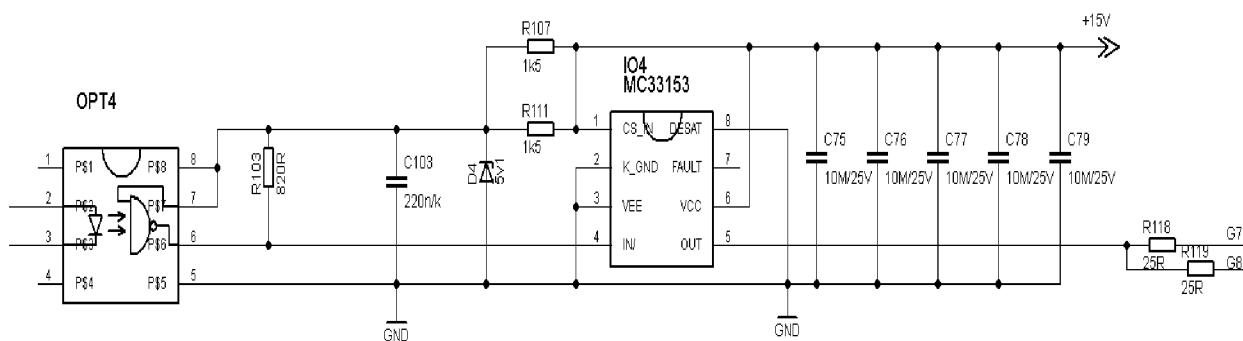 +15V
R107
1k5
IO4
MC33153
OPT4
R111
1k5
1 CS_IN DESAT 8
C75
10M/25V
C76
10M/25V
C77
10M/25V
C78
10M/25V
C79
10M/25V
1 P$1 P$8 8
R103
820R
C103
220n/k
D4
5V1
2 K_GND FAULT 7
2 P$2 P$7 7
3 VEE VCC 6
3 P$3 P$6 6
4 IN/ OUT 5
R118
25R
G7
R119
25R
G8
4 P$4 P$5 5
GND
GND